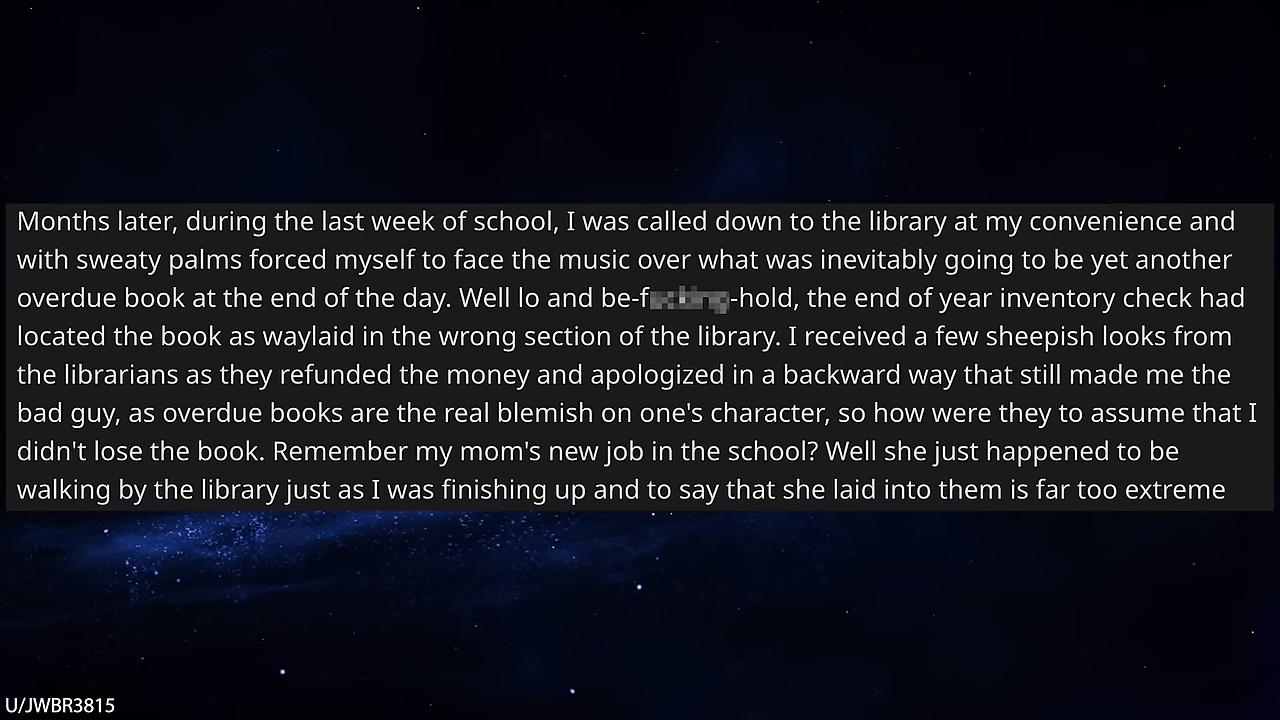 Months later, during the last week of school, I was called down to the library at my convenience and
with sweaty palms forced myself to face the music over what was inevitably going to be yet another
overdue book at the end of the day. Well lo and be-f-hold, the end of year inventory check had
located the book as waylaid in the wrong section of the library. I received a few sheepish looks from
the librarians as they refunded the money and apologized in a backward way that still made me the
bad guy, as overdue books are the real blemish on one's character, so how were they to assume that I
didn't lose the book. Remember my mom's new job in the school? Well she just happened to be
walking by the library just as I was finishing up and to say that she laid into them is far too extreme
U/JWBR3815